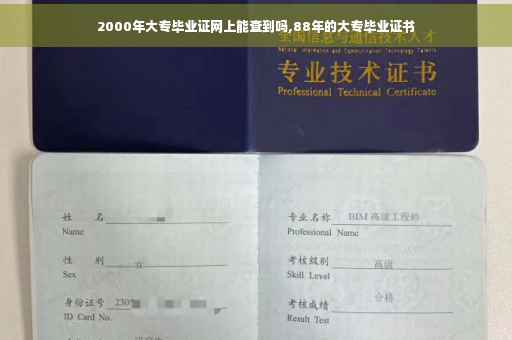 2000年大专毕业证网上能查到吗,88年的大专毕业证书
全国信息与通信技术人才
Communication Technology Talents
专业技术证书
Professional Technical Certificate
姓 名
Name
性 别 女
Sex
身份证号 230
ID Card No.
专业名称 BIM 高级工程师
Professional Name
考核级别 高级
Skill Level
考核成绩 合格
Result Test